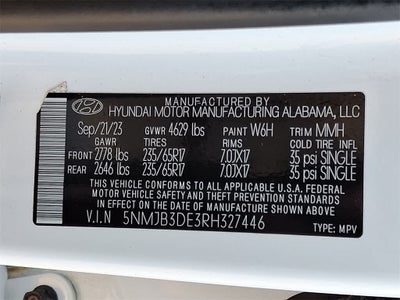 MANUFACTURED BY
HYUNDAI MOTOR MANUFACTURING ALABAMA, LLC
Sep/21/23 GVWR 4629 lbs PAINT W6H TRIM MMH
GAWR TIRES RIMS COLD TIRE INFL
FRONT 2778 lbs 235/65R17 7.0JX17 35 psi SINGLE
REAR 2646 lbs 235/65R17 7.0JX17 35 psi SINGLE
THIS VEHICLE CONFORMS TO ALL APPLICABLE U.S.A. FEDERAL
MOTOR VEHICLE SAFETY AND THEFT PREVENTION STANDARDS
IN EFFECT ON THE DATE OF MANUFACTURE SHOWN ABOVE.
V.I.N 5NMJB3DE3RH327446
TYPE: MPV